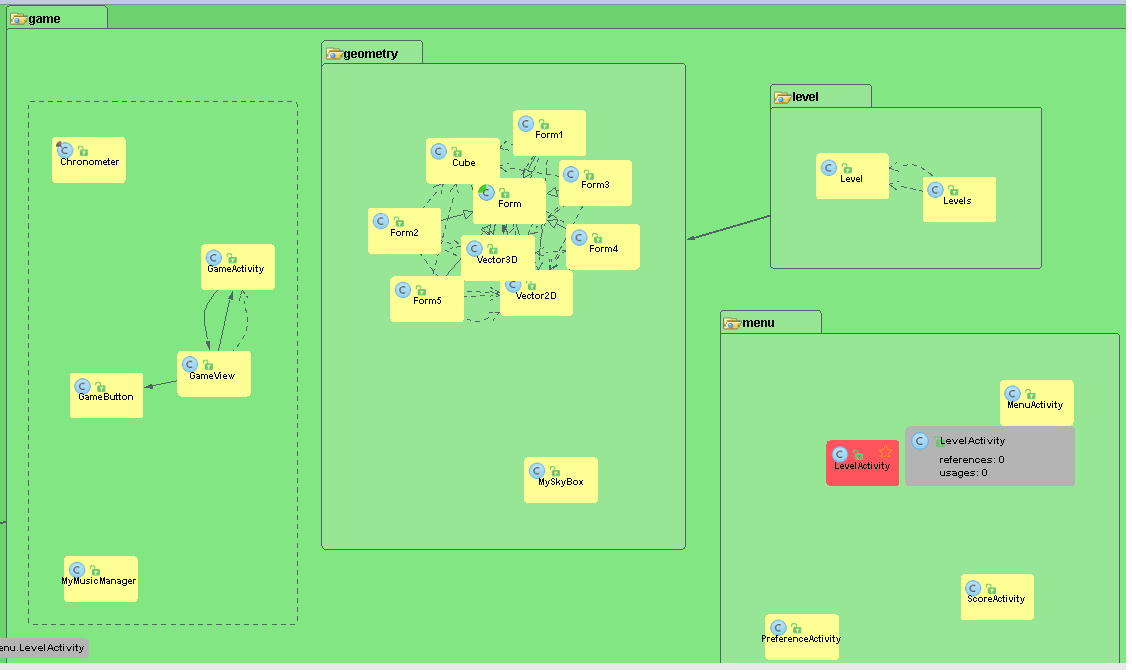 game
geometry
level
Chronometer
GameActivity
GameView
GameButton
MyMusicManager
enu.LevelActivity
Form1
Cube
Form3
Form
Form2
Form4
Vector3D
Form5
Vector2D
MySkyBox
Level
Levels
menu
MenuActivity
LevelActivity
LevelActivity
references: 0
usages: 0
ScoreActivity
PreferenceActivity